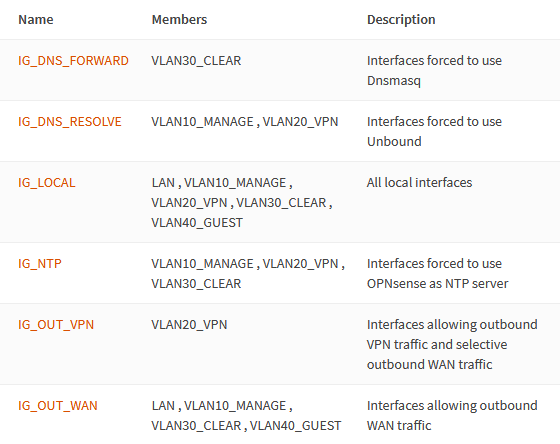 Name Members Description
IG_DNS_FORWARD VLAN30_CLEAR Interfaces forced to use
Dnsmasq
IG_DNS_RESOLVE VLAN10_MANAGE , VLAN20_VPN Interfaces forced to use
Unbound
IG_LOCAL LAN , VLAN10_MANAGE , All local interfaces
VLAN20_VPN , VLAN30_CLEAR ,
VLAN40_GUEST
IG_NTP VLAN10_MANAGE , VLAN20_VPN , Interfaces forced to use
VLAN30_CLEAR OPNsense as NTP server
IG_OUT_VPN VLAN20_VPN Interfaces allowing outbound
VPN traffic and selective
outbound WAN traffic
IG_OUT_WAN LAN , VLAN10_MANAGE , Interfaces allowing outbound
VLAN30_CLEAR , VLAN40_GUEST WAN traffic